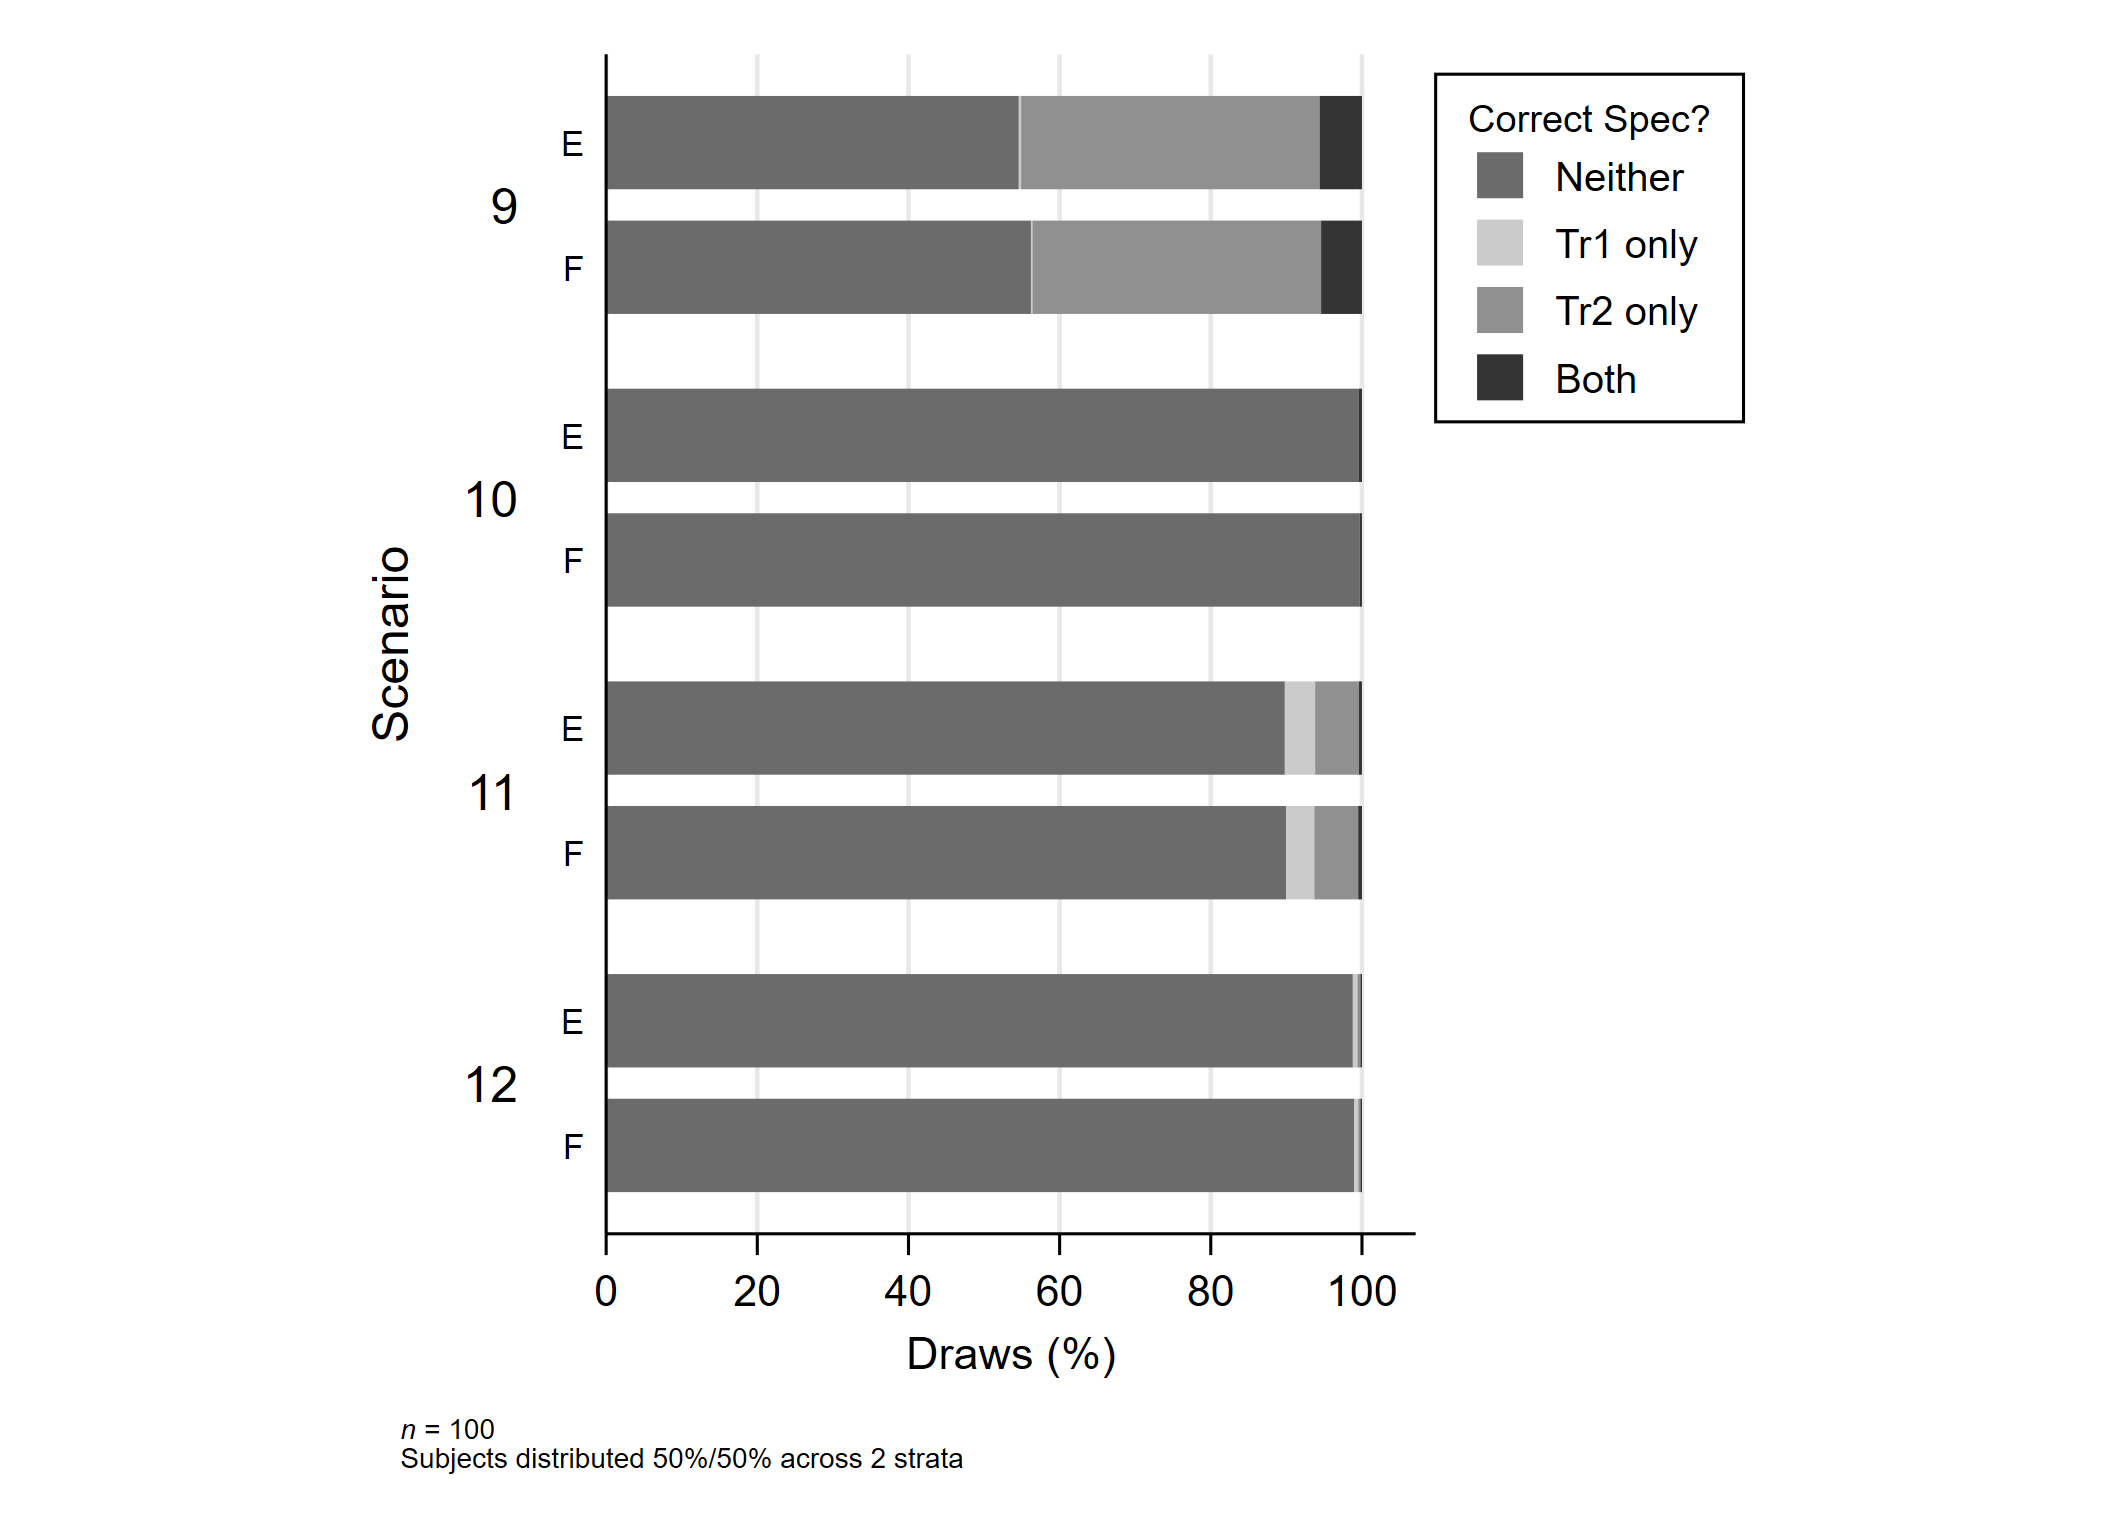 Correct Spec?
Neither
Tr1 only
Tr2 only
Both
Scenario
9
E
F
10
E
F
11
E
F
12
E
F
0 20 40 60 80 100
Draws (%)
n = 100
Subjects distributed 50%/50% across 2 strata